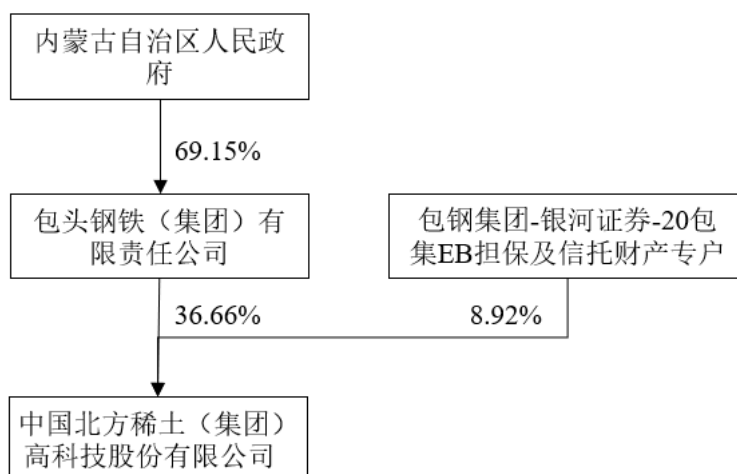 内蒙古自治区人民政
府
69.15%
包头钢铁（集团）有
限责任公司
包钢集团-银河证券-20包
集EB担保及信托财产专户
36.66%
8.92%
中国北方稀土（集团）
高科技股份有限公司